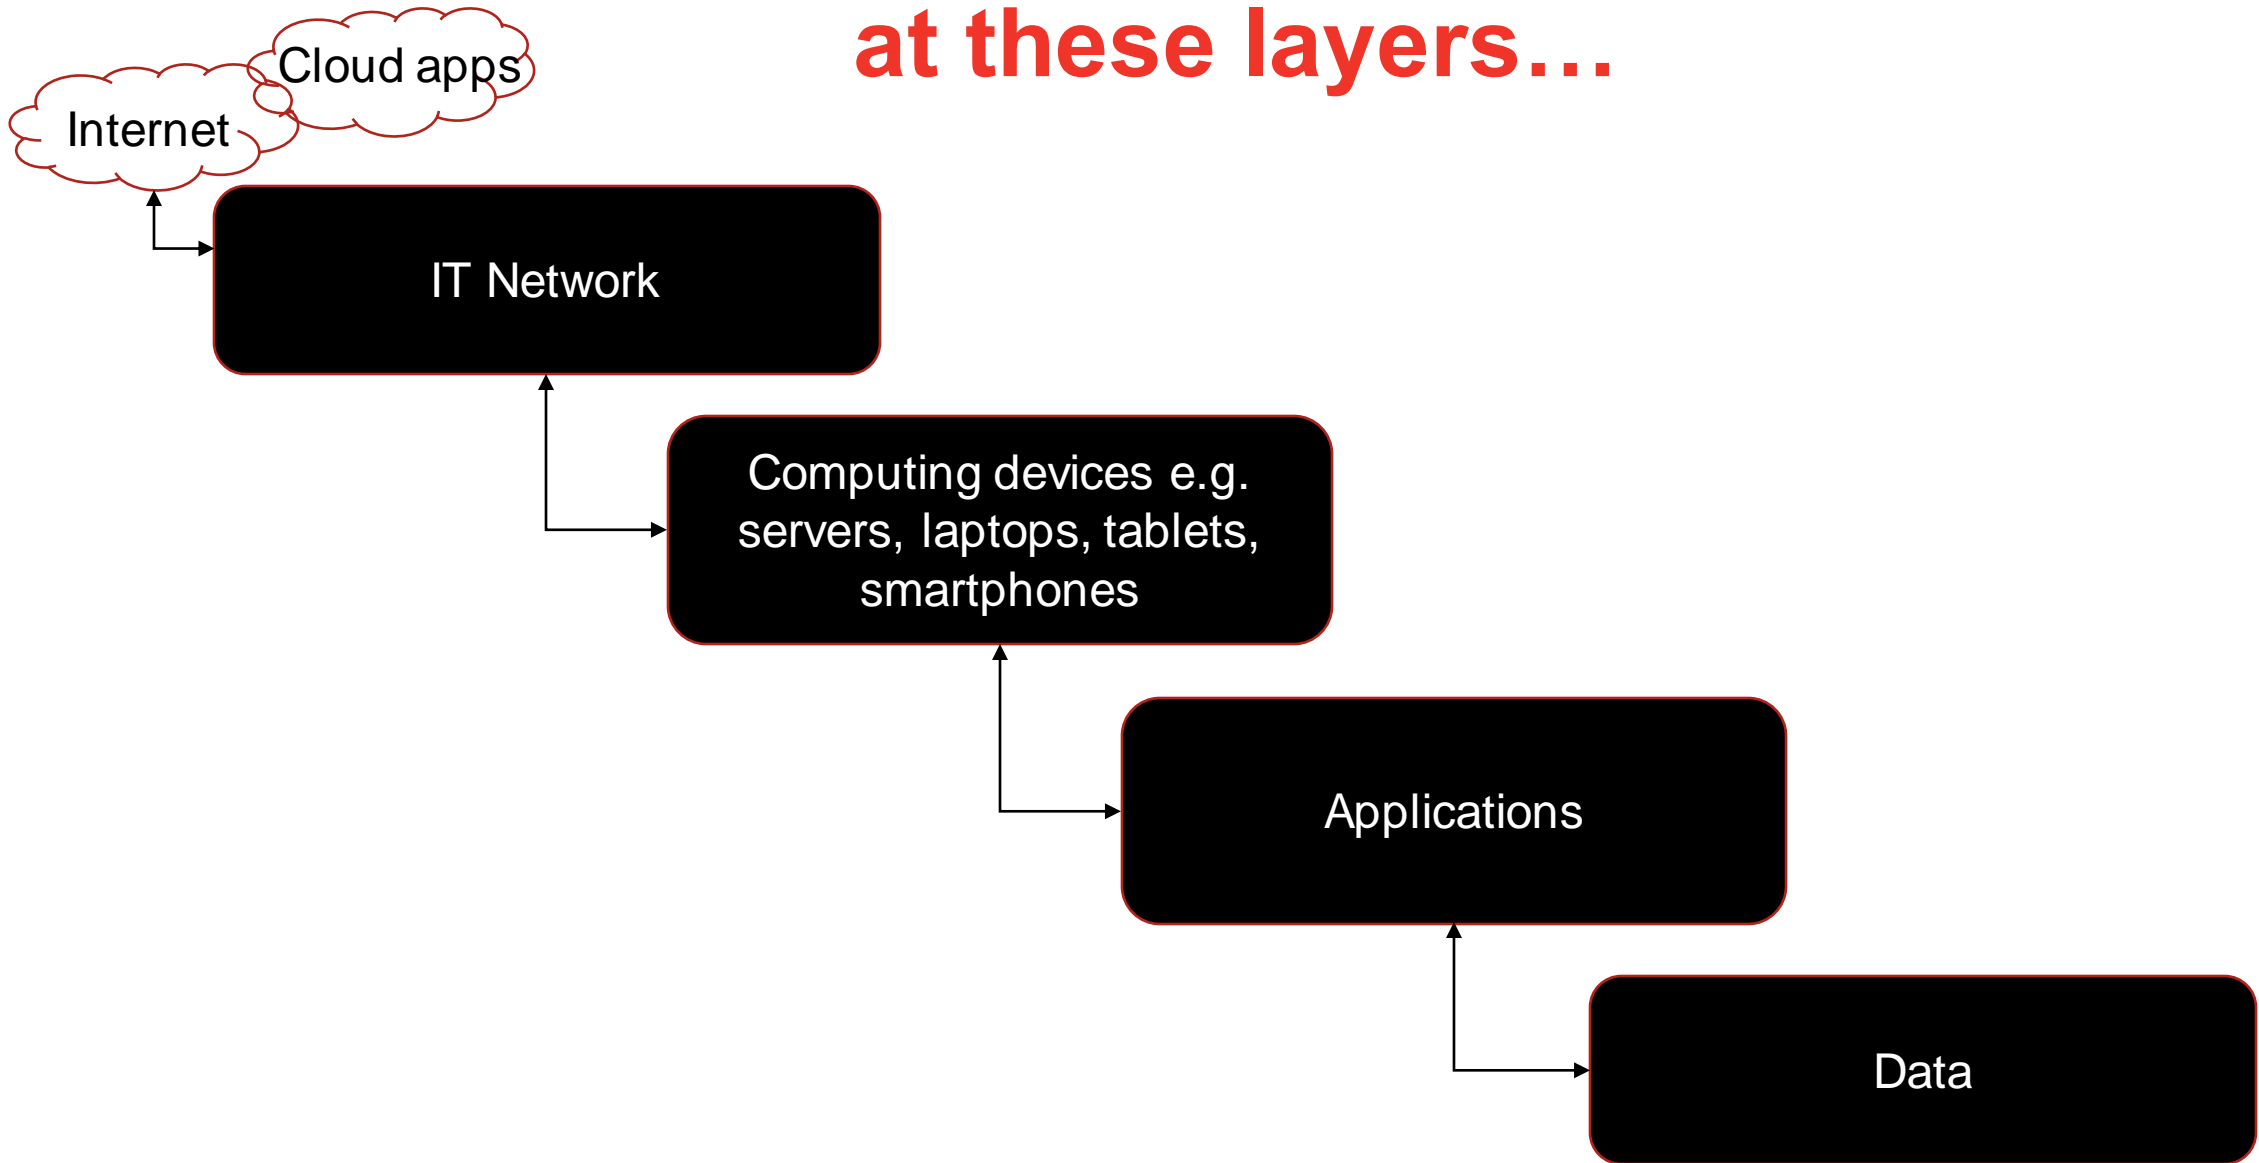 at these layers…
Cloud apps
Internet
IT Network
Computing devices e.g.
servers, laptops, tablets,
smartphones
Applications
Data